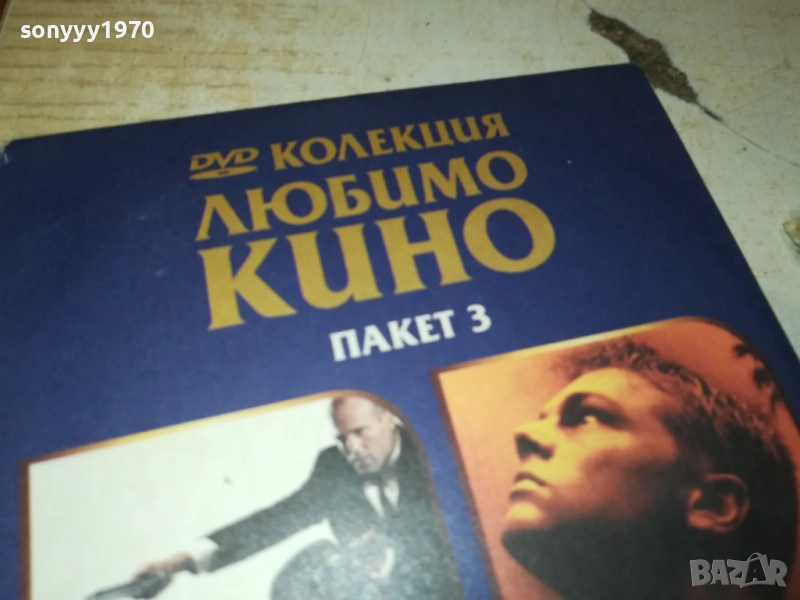 sonyyy1970
DVD КОЛЕКЦИЯ
ЛЮБИМО
КИНО
ПАКЕТ 3
BAZAR